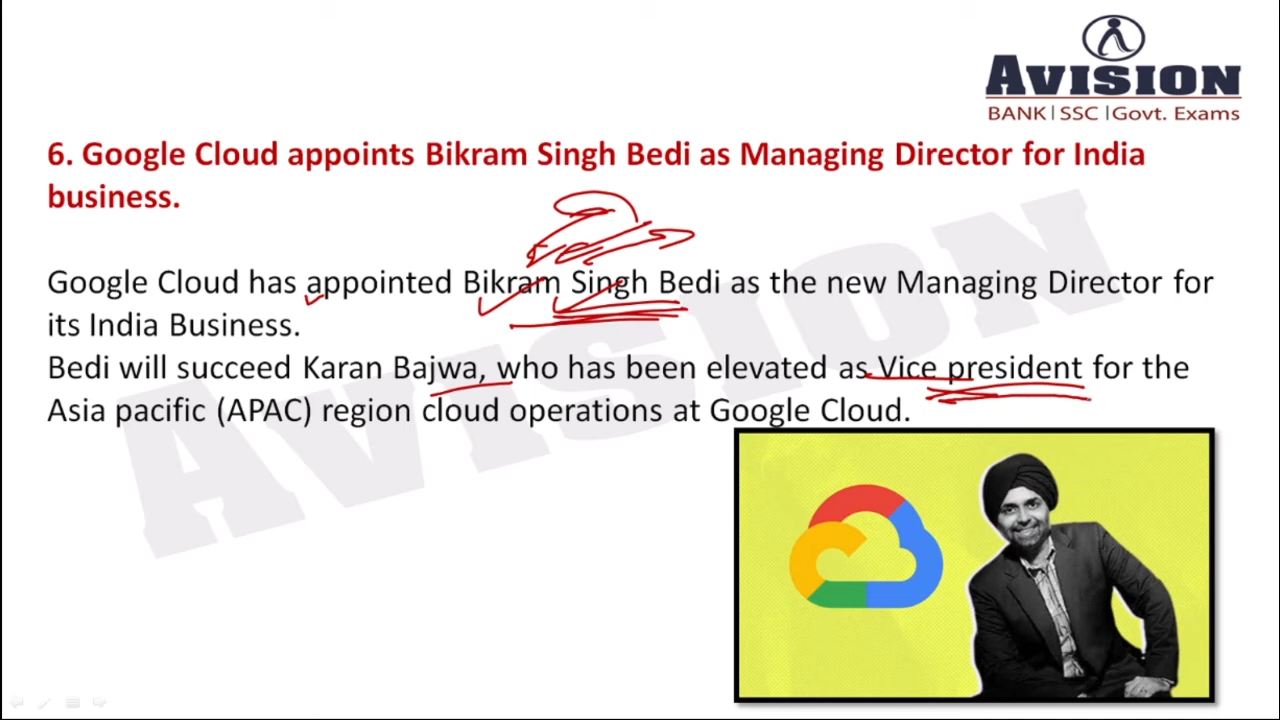 AVISION
BANK | SSC | Govt. Exams
6. Google Cloud appoints Bikram Singh Bedi as Managing Director for India
business.
Google Cloud has appointed Bikram Singh Bedi as the new Managing Director for
its India Business.
Bedi will succeed Karan Bajwa, who has been elevated as Vice president for the
Asia pacific (APAC) region cloud operations at Google Cloud.
AVISION